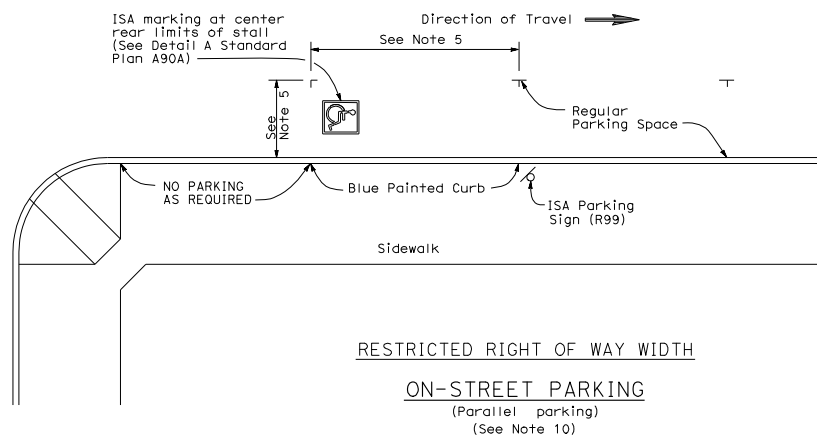 ISA marking at center
rear limits of stall
(See Detail A Standard
Plan A90A)
Direction of Travel
See Note 5
See
Note 5
Regular
Parking Space
NO PARKING
AS REQUIRED
Blue Painted Curb
ISA Parking
Sign (R99)
Sidewalk
RESTRICTED RIGHT OF WAY WIDTH
ON-STREET PARKING
(Parallel parking)
(See Note 10)